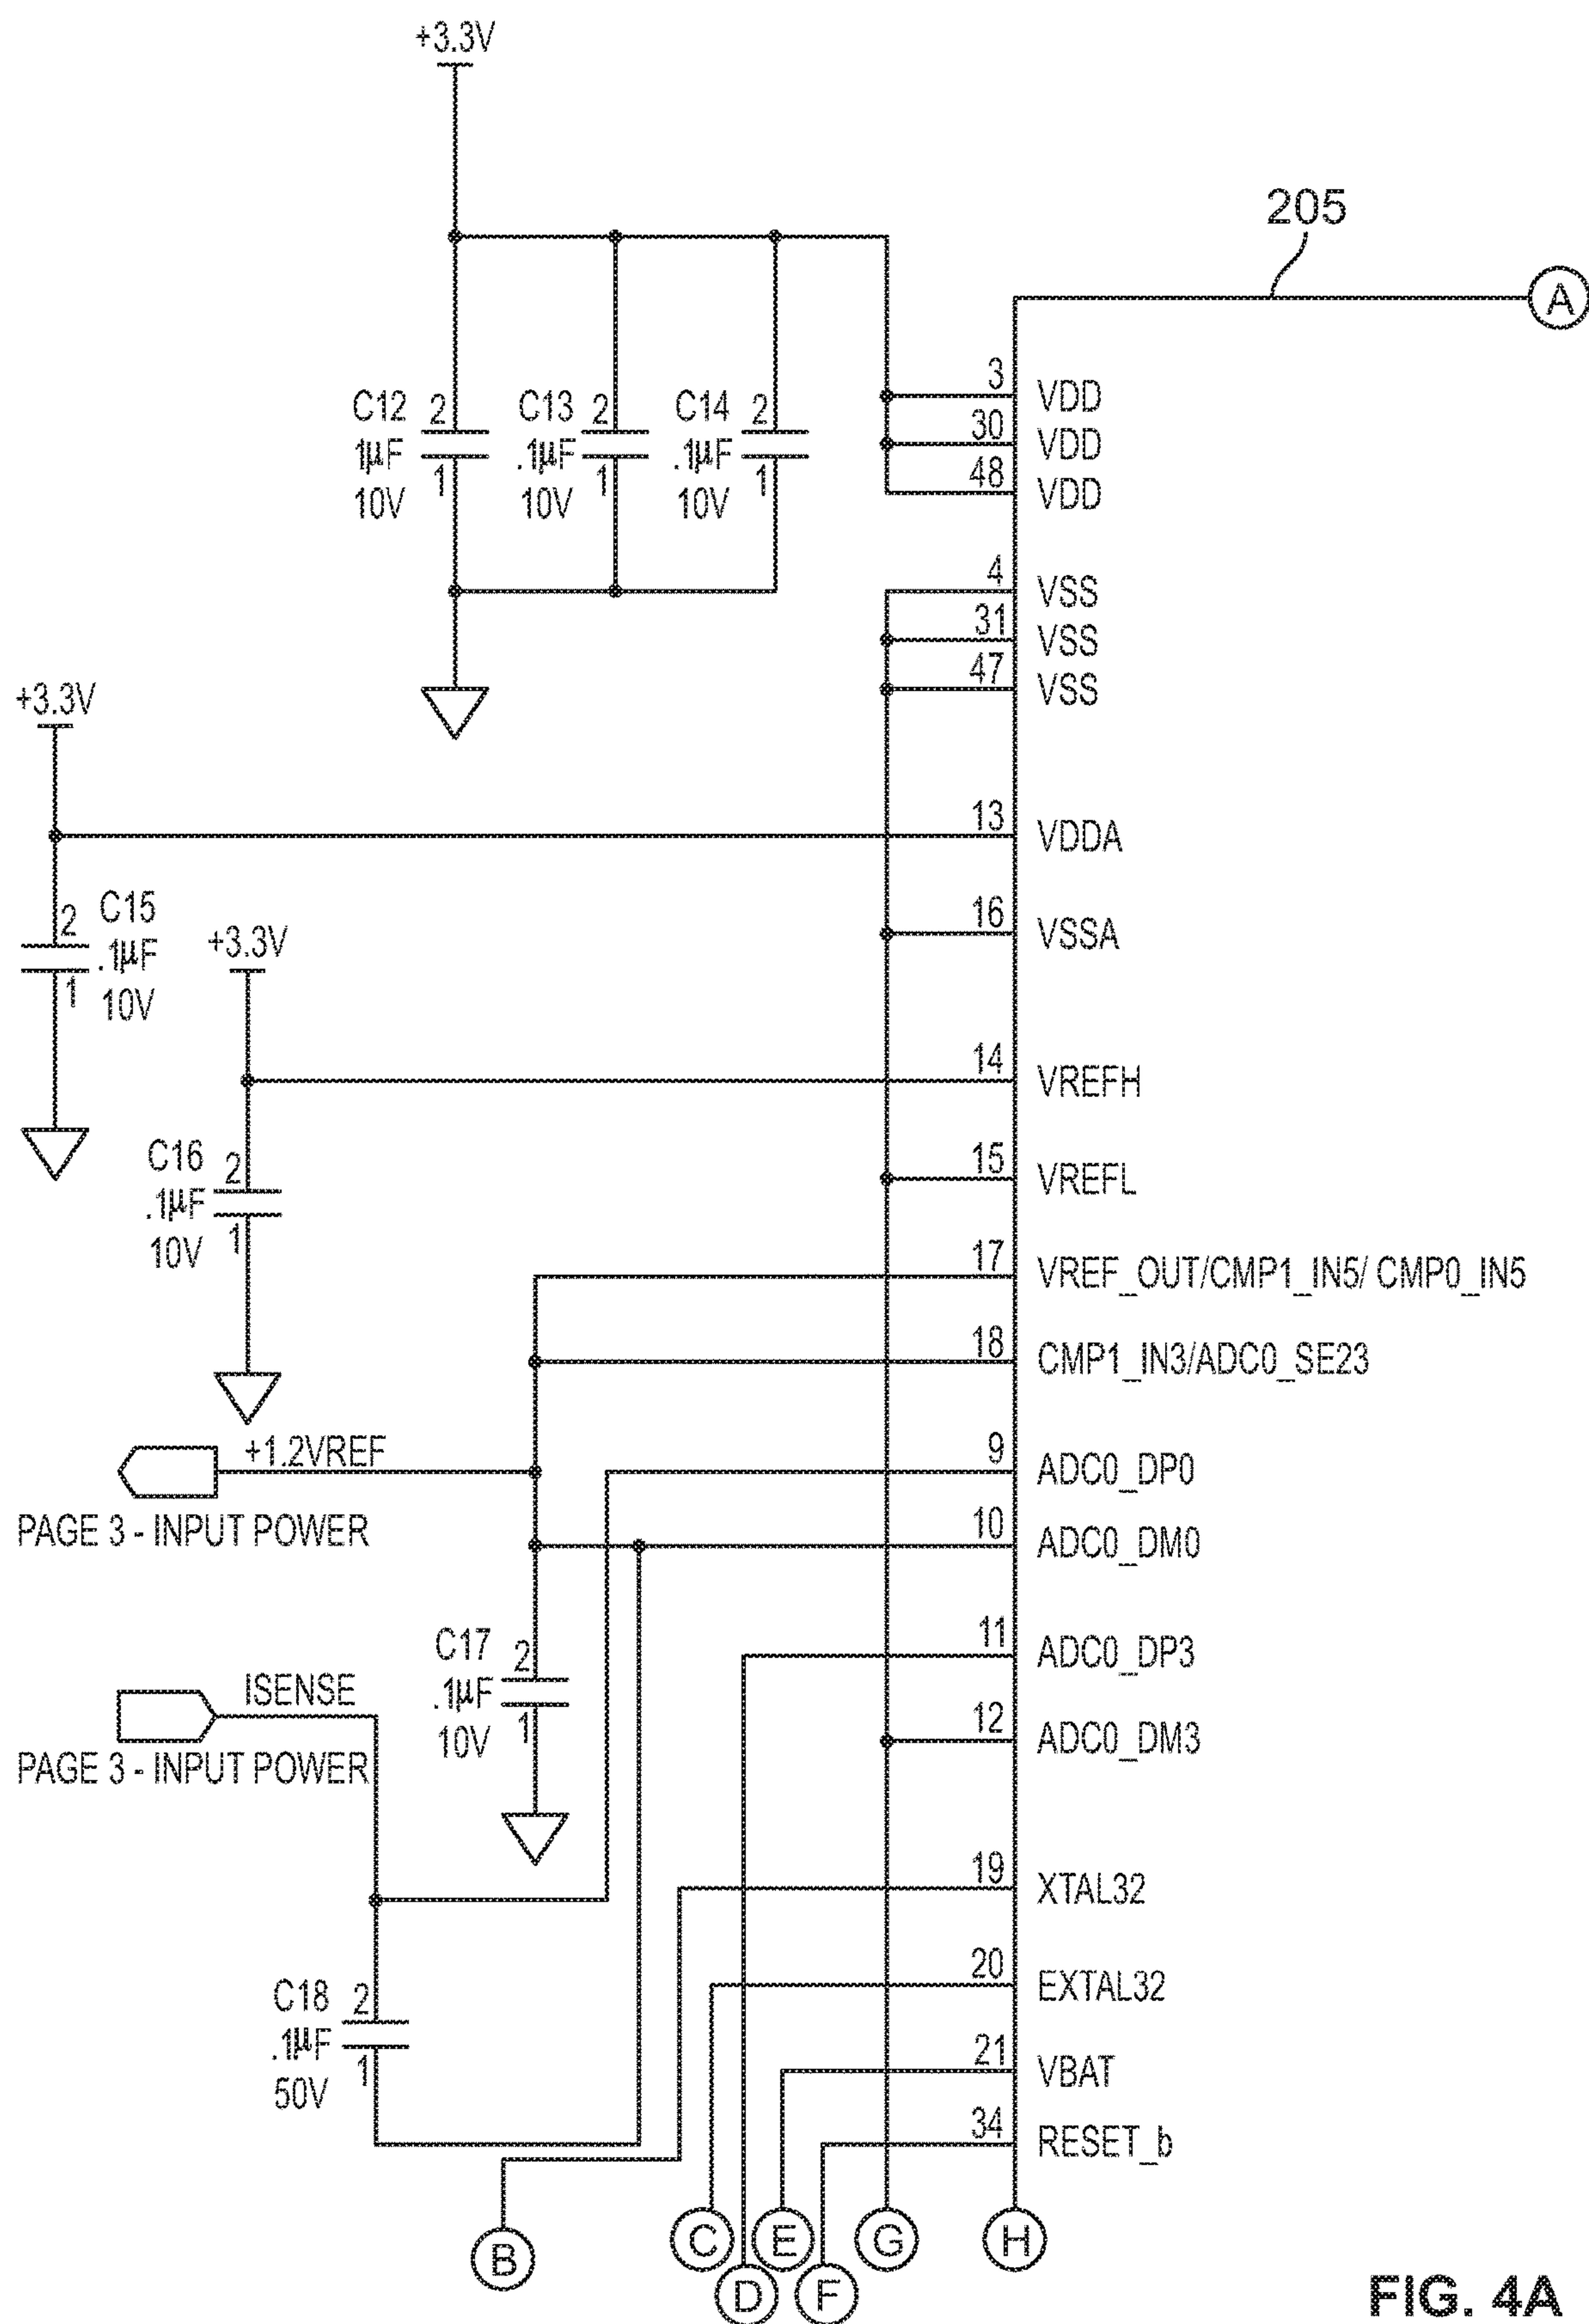 +3.3V
205
A
3
VDD
C12 2
C13 2
C14 2
30
VDD
1µF
.1µF
.1µF
48
VDD
1
1
1
10V
10V
10V
4
VSS
31
VSS
47
VSS
+3.3V
13
VDDA
2 C15
16
VSSA
+3.3V
.1µF
1
10V
14
VREFH
C16 2
15
VREFL
.1µF
1
10V
17
VREF_OUT/CMP1_IN5/ CMP0_IN5
18
CMP1_IN3/ADC0_SE23
+1.2VREF
9
ADC0_DP0
PAGE 3 - INPUT POWER
10
ADC0_DM0
C17 2
11
ADC0_DP3
ISENSE
.1µF
1
10V
12
ADC0_DM3
PAGE 3 - INPUT POWER
19
XTAL32
20
EXTAL32
C18 2
.1µF
1
50V
21
VBAT
34
RESET_b
C
E
G
H
B
D
F
FIG. 4A